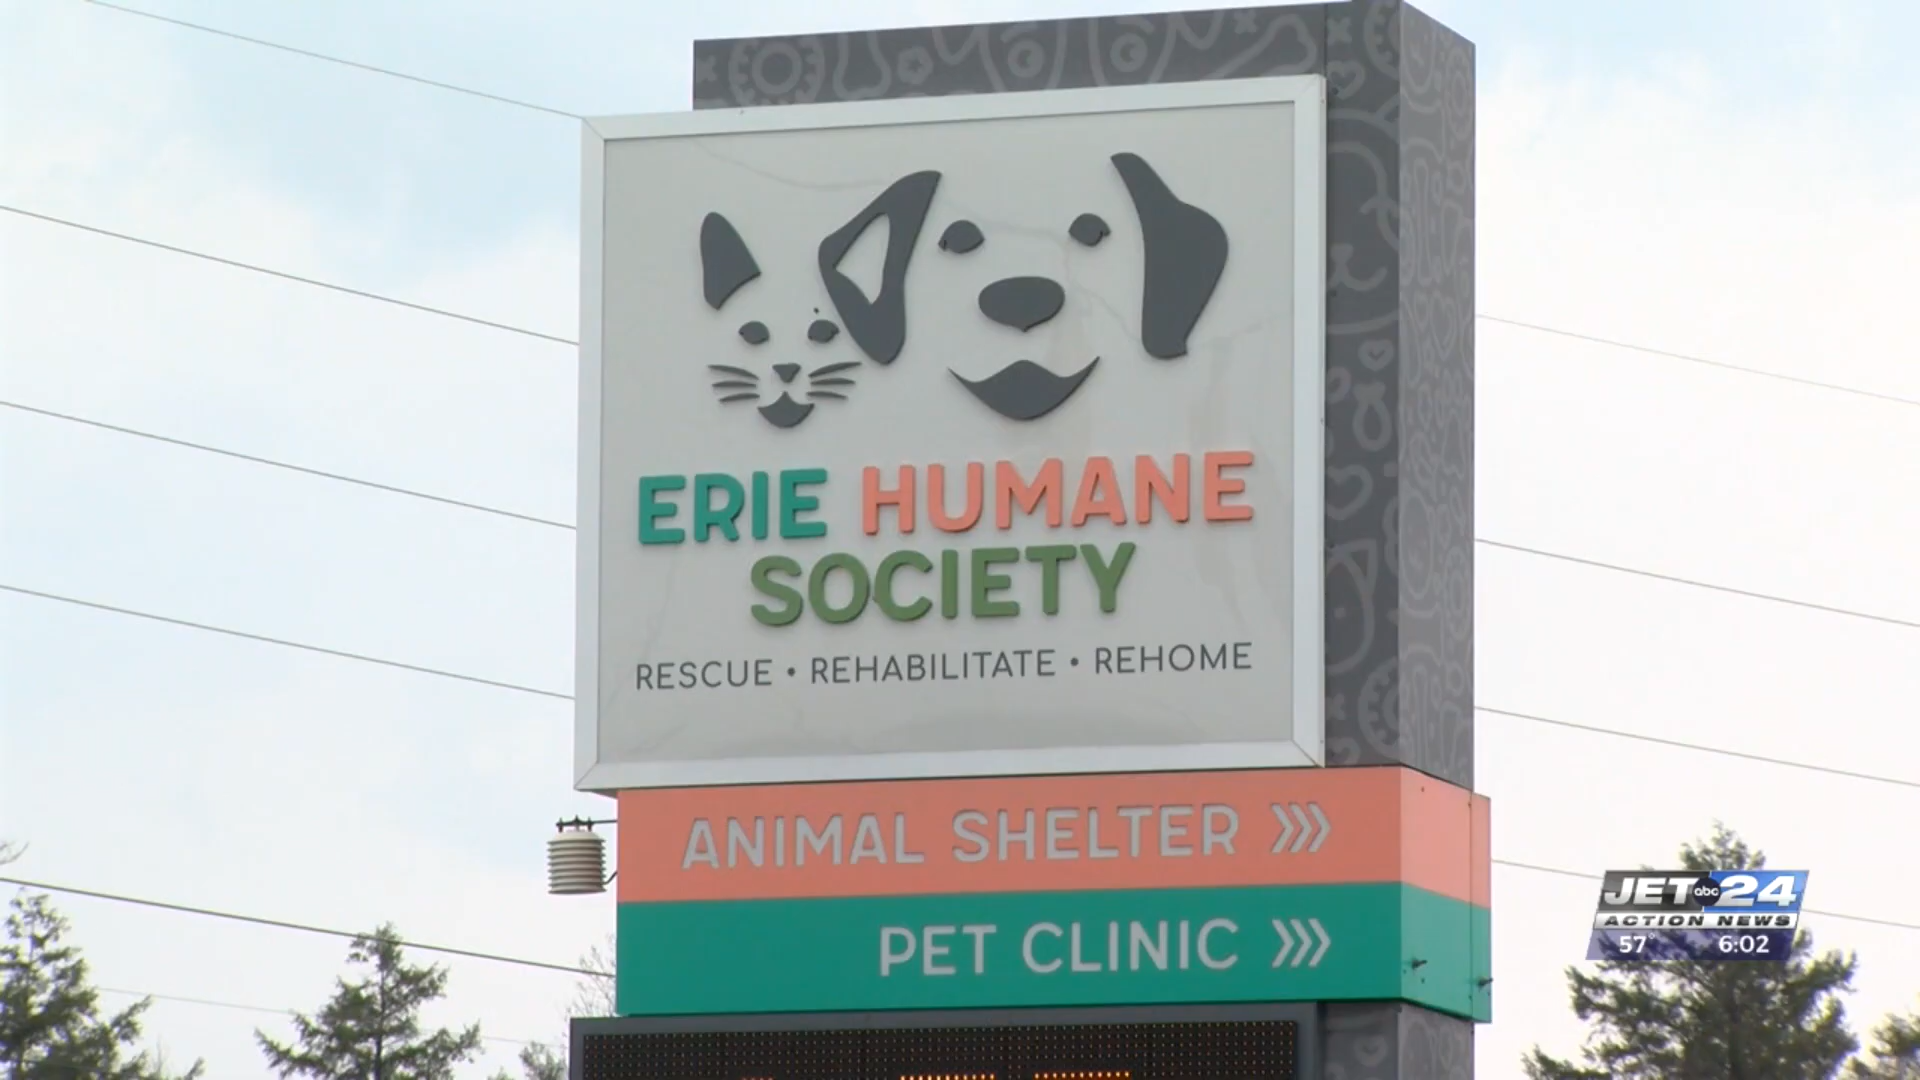 ERIE HUMANE
SOCIETY
RESCUE • REHABILITATE • REHOME
ANIMAL SHELTER >>>
PET CLINIC >>>
JET abc 24
ACTION NEWS
57° 6:02